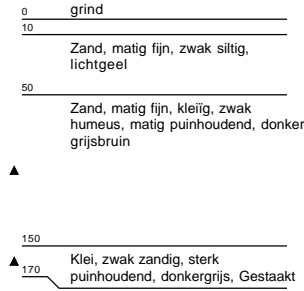 0
grind
10
Zand, matig fijn, zwak siltig,
lichtgeel
50
Zand, matig fijn, kleiïg, zwak
humeus, matig puinhoudend, donker
grijsbruin
150
Klei, zwak zandig, sterk
170
puinhoudend, donkergrijs, Gestaakt